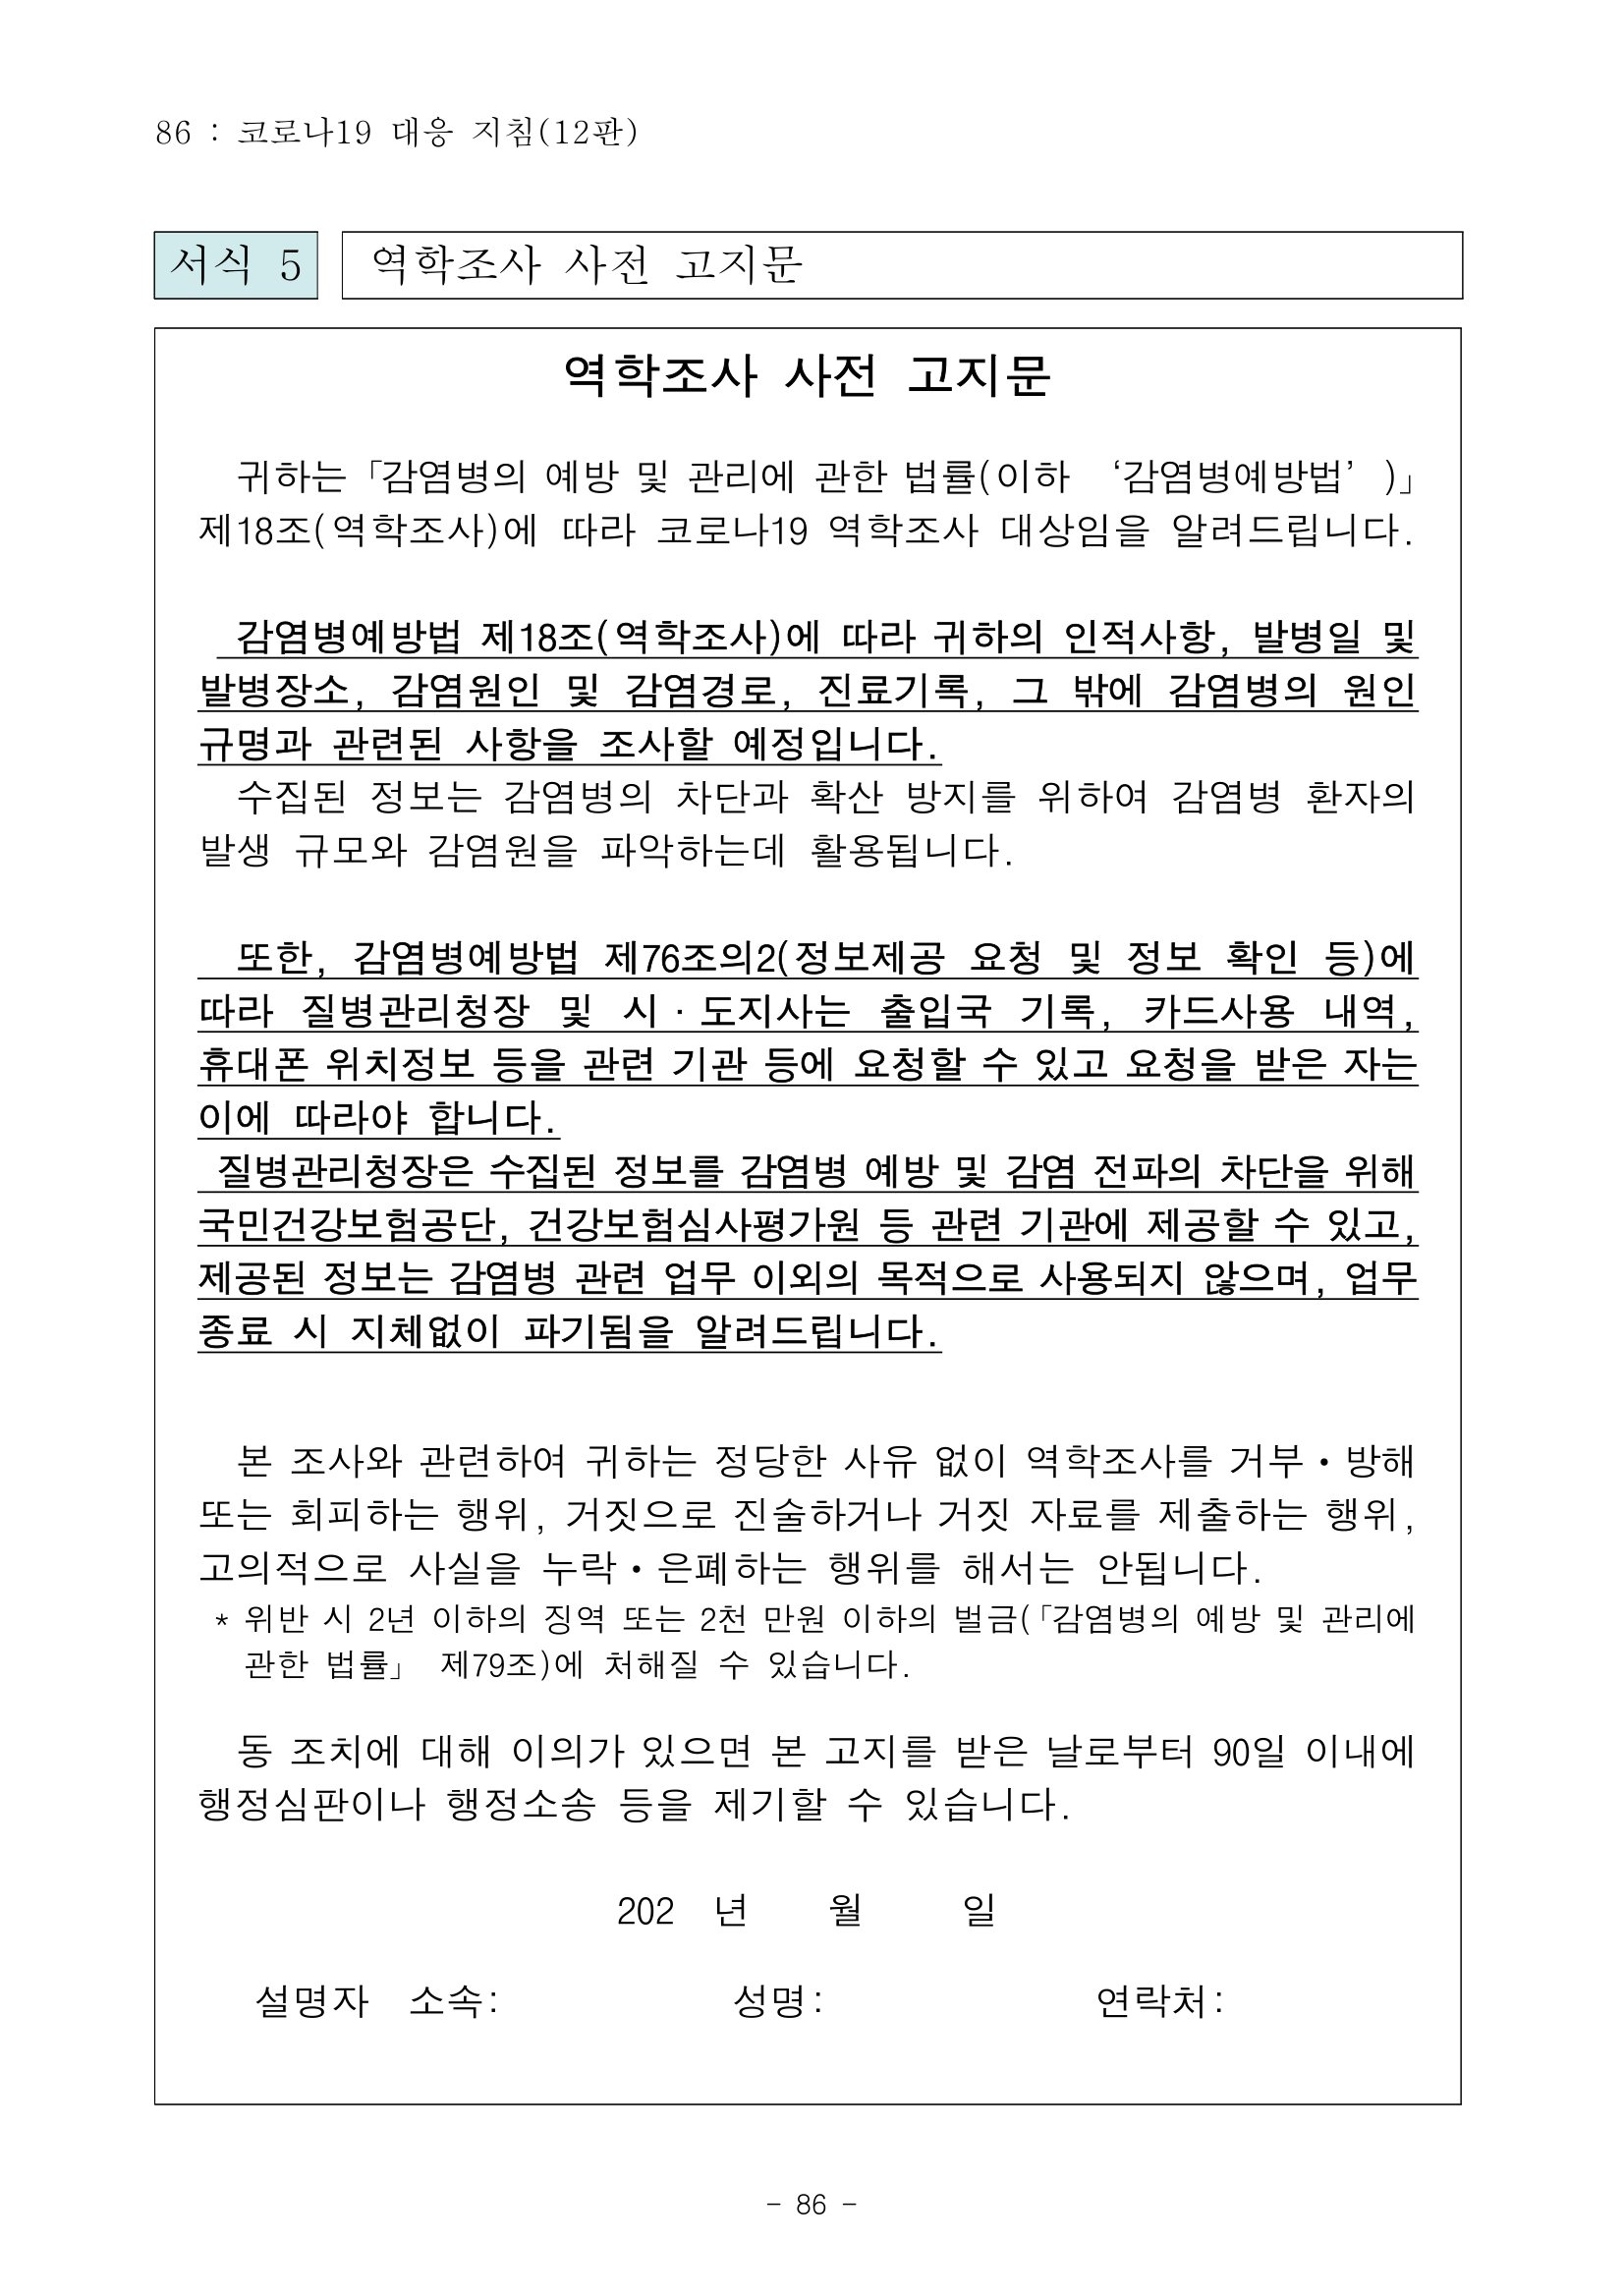 86 : 코로나19 대응 지침(12판)
서식 5 역학조사 사전 고지문
역학조사 사전 고지문
귀하는「감염병의 예방 및 관리에 관한 법률(이하 ‘감염병예방법’)」
제18조(역학조사)에 따라 코로나19 역학조사 대상임을 알려드립니다.
감염병예방법 제18조(역학조사)에 따라 귀하의 인적사항, 발병일 및
발병장소, 감염원인 및 감염경로, 진료기록, 그 밖에 감염병의 원인
규명과 관련된 사항을 조사할 예정입니다.
수집된 정보는 감염병의 차단과 확산 방지를 위하여 감염병 환자의
발생 규모와 감염원을 파악하는데 활용됩니다.
또한, 감염병예방법 제76조의2(정보제공 요청 및 정보 확인 등)에
따라 질병관리청장 및 시·도지사는 출입국 기록, 카드사용 내역,
휴대폰 위치정보 등을 관련 기관 등에 요청할 수 있고 요청을 받은 자는
이에 따라야 합니다.
질병관리청장은 수집된 정보를 감염병 예방 및 감염 전파의 차단을 위해
국민건강보험공단, 건강보험심사평가원 등 관련 기관에 제공할 수 있고,
제공된 정보는 감염병 관련 업무 이외의 목적으로 사용되지 않으며, 업무
종료 시 지체없이 파기됨을 알려드립니다.
본 조사와 관련하여 귀하는 정당한 사유 없이 역학조사를 거부•방해
또는 회피하는 행위, 거짓으로 진술하거나 거짓 자료를 제출하는 행위,
고의적으로 사실을 누락•은폐하는 행위를 해서는 안됩니다.
* 위반 시 2년 이하의 징역 또는 2천 만원 이하의 벌금(「감염병의 예방 및 관리에
관한 법률」 제79조)에 처해질 수 있습니다.
동 조치에 대해 이의가 있으면 본 고지를 받은 날로부터 90일 이내에
행정심판이나 행정소송 등을 제기할 수 있습니다.
202 년 월 일
설명자 소속: 성명: 연락처:
- 86 -